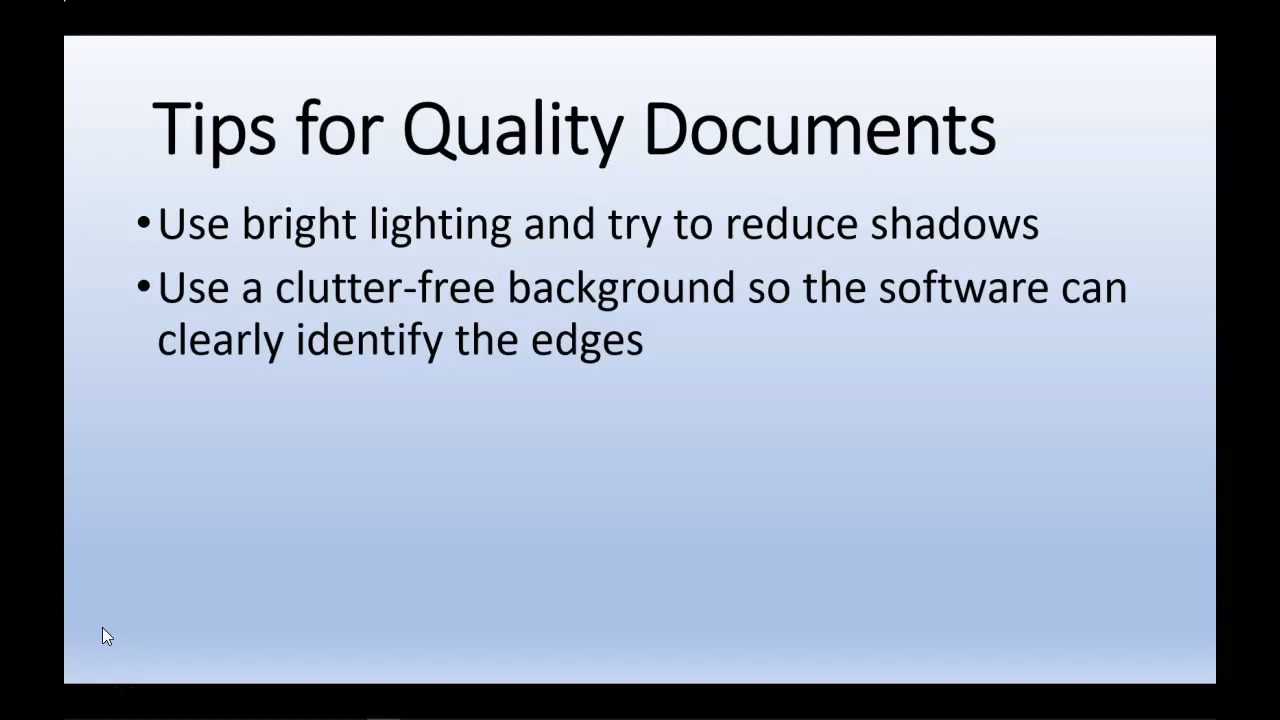 Tips for Quality Documents
•Use bright lighting and try to reduce shadows
•Use a clutter-free background so the software can
clearly identify the edges